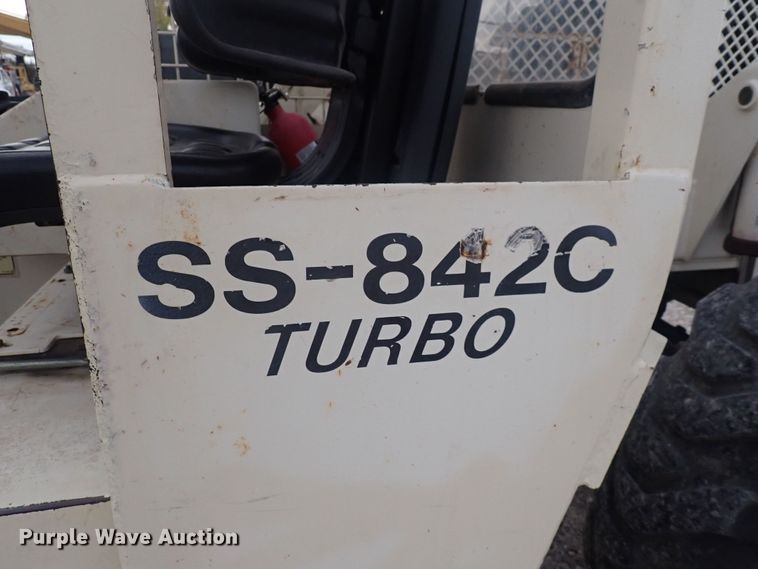 SS-842C
TURBO
Purple Wave Auction